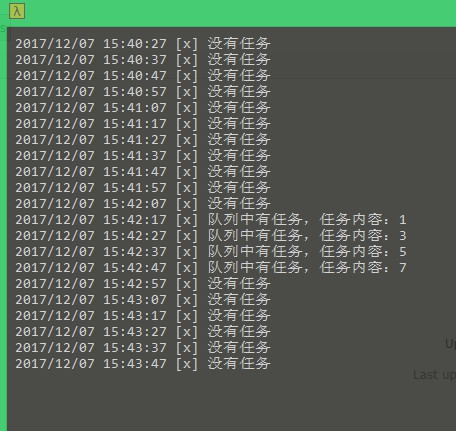 λ
2017/12/07 15:40:27 [x] 没有任务
2017/12/07 15:40:37 [x] 没有任务
2017/12/07 15:40:47 [x] 没有任务
2017/12/07 15:40:57 [x] 没有任务
2017/12/07 15:41:07 [x] 没有任务
2017/12/07 15:41:17 [x] 没有任务
2017/12/07 15:41:27 [x] 没有任务
2017/12/07 15:41:37 [x] 没有任务
2017/12/07 15:41:47 [x] 没有任务
2017/12/07 15:41:57 [x] 没有任务
2017/12/07 15:42:07 [x] 没有任务
2017/12/07 15:42:17 [x] 队列中有任务，任务内容：1
2017/12/07 15:42:27 [x] 队列中有任务，任务内容：3
2017/12/07 15:42:37 [x] 队列中有任务，任务内容：5
2017/12/07 15:42:47 [x] 队列中有任务，任务内容：7
2017/12/07 15:42:57 [x] 没有任务
2017/12/07 15:43:07 [x] 没有任务
2017/12/07 15:43:17 [x] 没有任务
2017/12/07 15:43:27 [x] 没有任务
2017/12/07 15:43:37 [x] 没有任务
2017/12/07 15:43:47 [x] 没有任务
Up
Last up